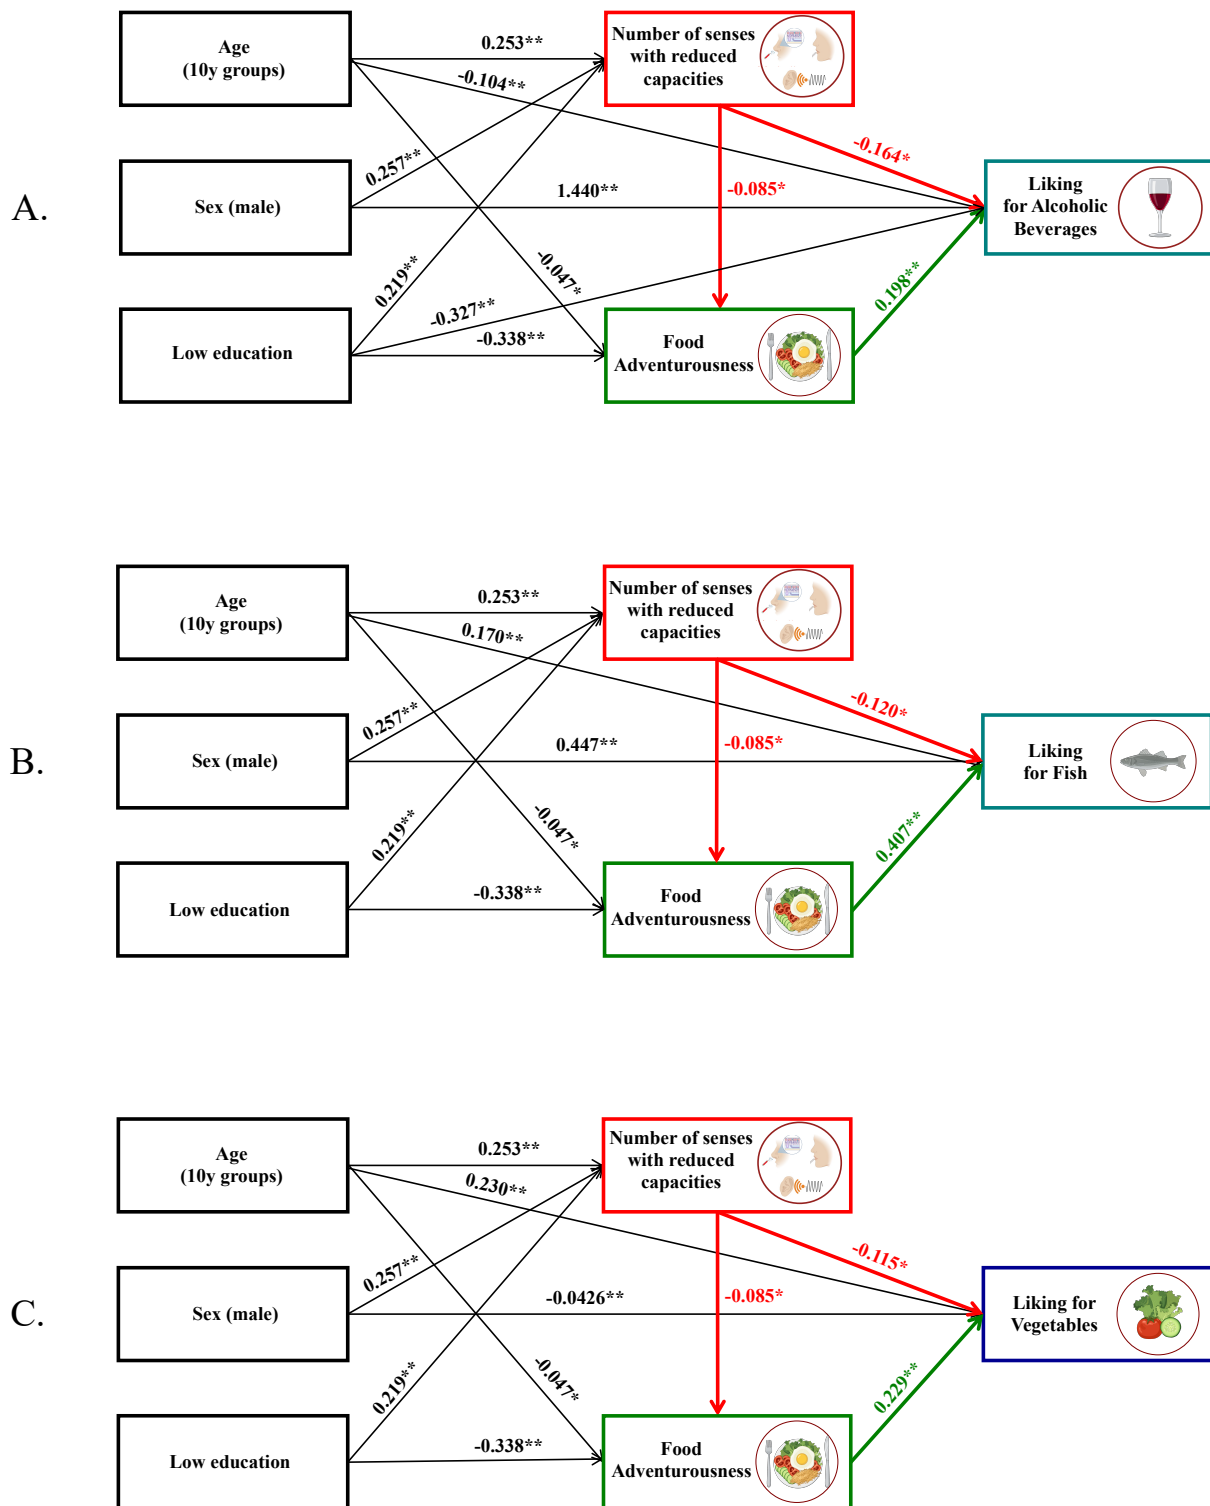 A.
Age
(10y groups)
Sex (male)
Low education
0.253**
-0.104**
0.257**
1.440**
0.219**
-0.047*
-0.327**
-0.338**
Number of senses
with reduced
capacities
-0.164*
-0.085*
Food
Adventurousness
0.198**
Liking
for Alcoholic
Beverages
B.
Age
(10y groups)
Sex (male)
Low education
0.253**
0.170**
0.257**
0.447**
0.219**
-0.047*
-0.338**
Number of senses
with reduced
capacities
-0.120*
-0.085*
Food
Adventurousness
0.407**
Liking
for Fish
C.
Age
(10y groups)
Sex (male)
Low education
0.253**
0.230**
0.257**
-0.0426**
0.219**
-0.047*
-0.338**
Number of senses
with reduced
capacities
-0.115*
-0.085*
Food
Adventurousness
0.229**
Liking for
Vegetables